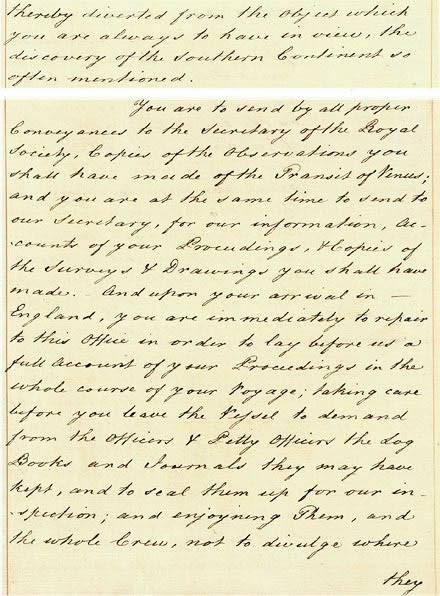 thereby diverted from the Object which
you are always to have in view, the
discovery of the Southern Continent so
often mentioned.
You are to send by all proper
Conveyances to the Secretary of the Royal
Society, Copies of the Observations you
shall have made of the Transit of Venus;
and you are at the same time to send to
our Secretary, for our information, Ac-
-counts of your Proceedings, & Copies of
the Surveys & Drawings you shall have
made. - And upon your arrival in —
England, you are immediately to repair
to this Office in order to lay before us a
full Account of your Proceedings in the
whole course of your Voyage; taking care
before you leave the Vessel to demand
from the Officers & Petty Officers the Log
Books and Journals they may have
kept, and to seal them up for our in-
-spection; and enjoyning Them, and
the whole Crew, not to divulge where
they